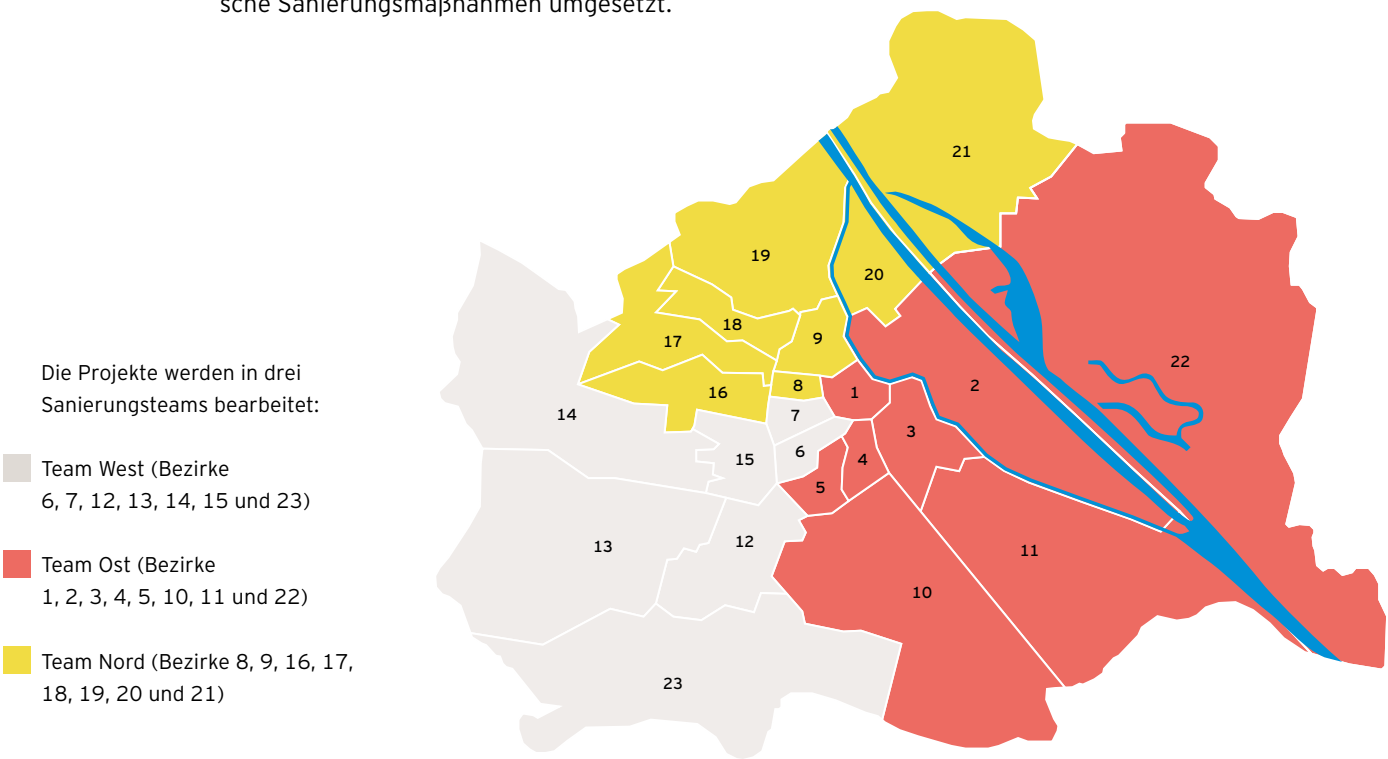 sche Sanierungsmaßnahmen umgesetzt.
Die Projekte werden in drei
Sanierungsteams bearbeitet:
Team West (Bezirke
6, 7, 12, 13, 14, 15 und 23)
Team Ost (Bezirke
1, 2, 3, 4, 5, 10, 11 und 22)
Team Nord (Bezirke 8, 9, 16, 17,
18, 19, 20 und 21)
21
19
20
18
9
17
22
8
16
1
2
14
7
3
6
15
4
5
12
13
11
10
23